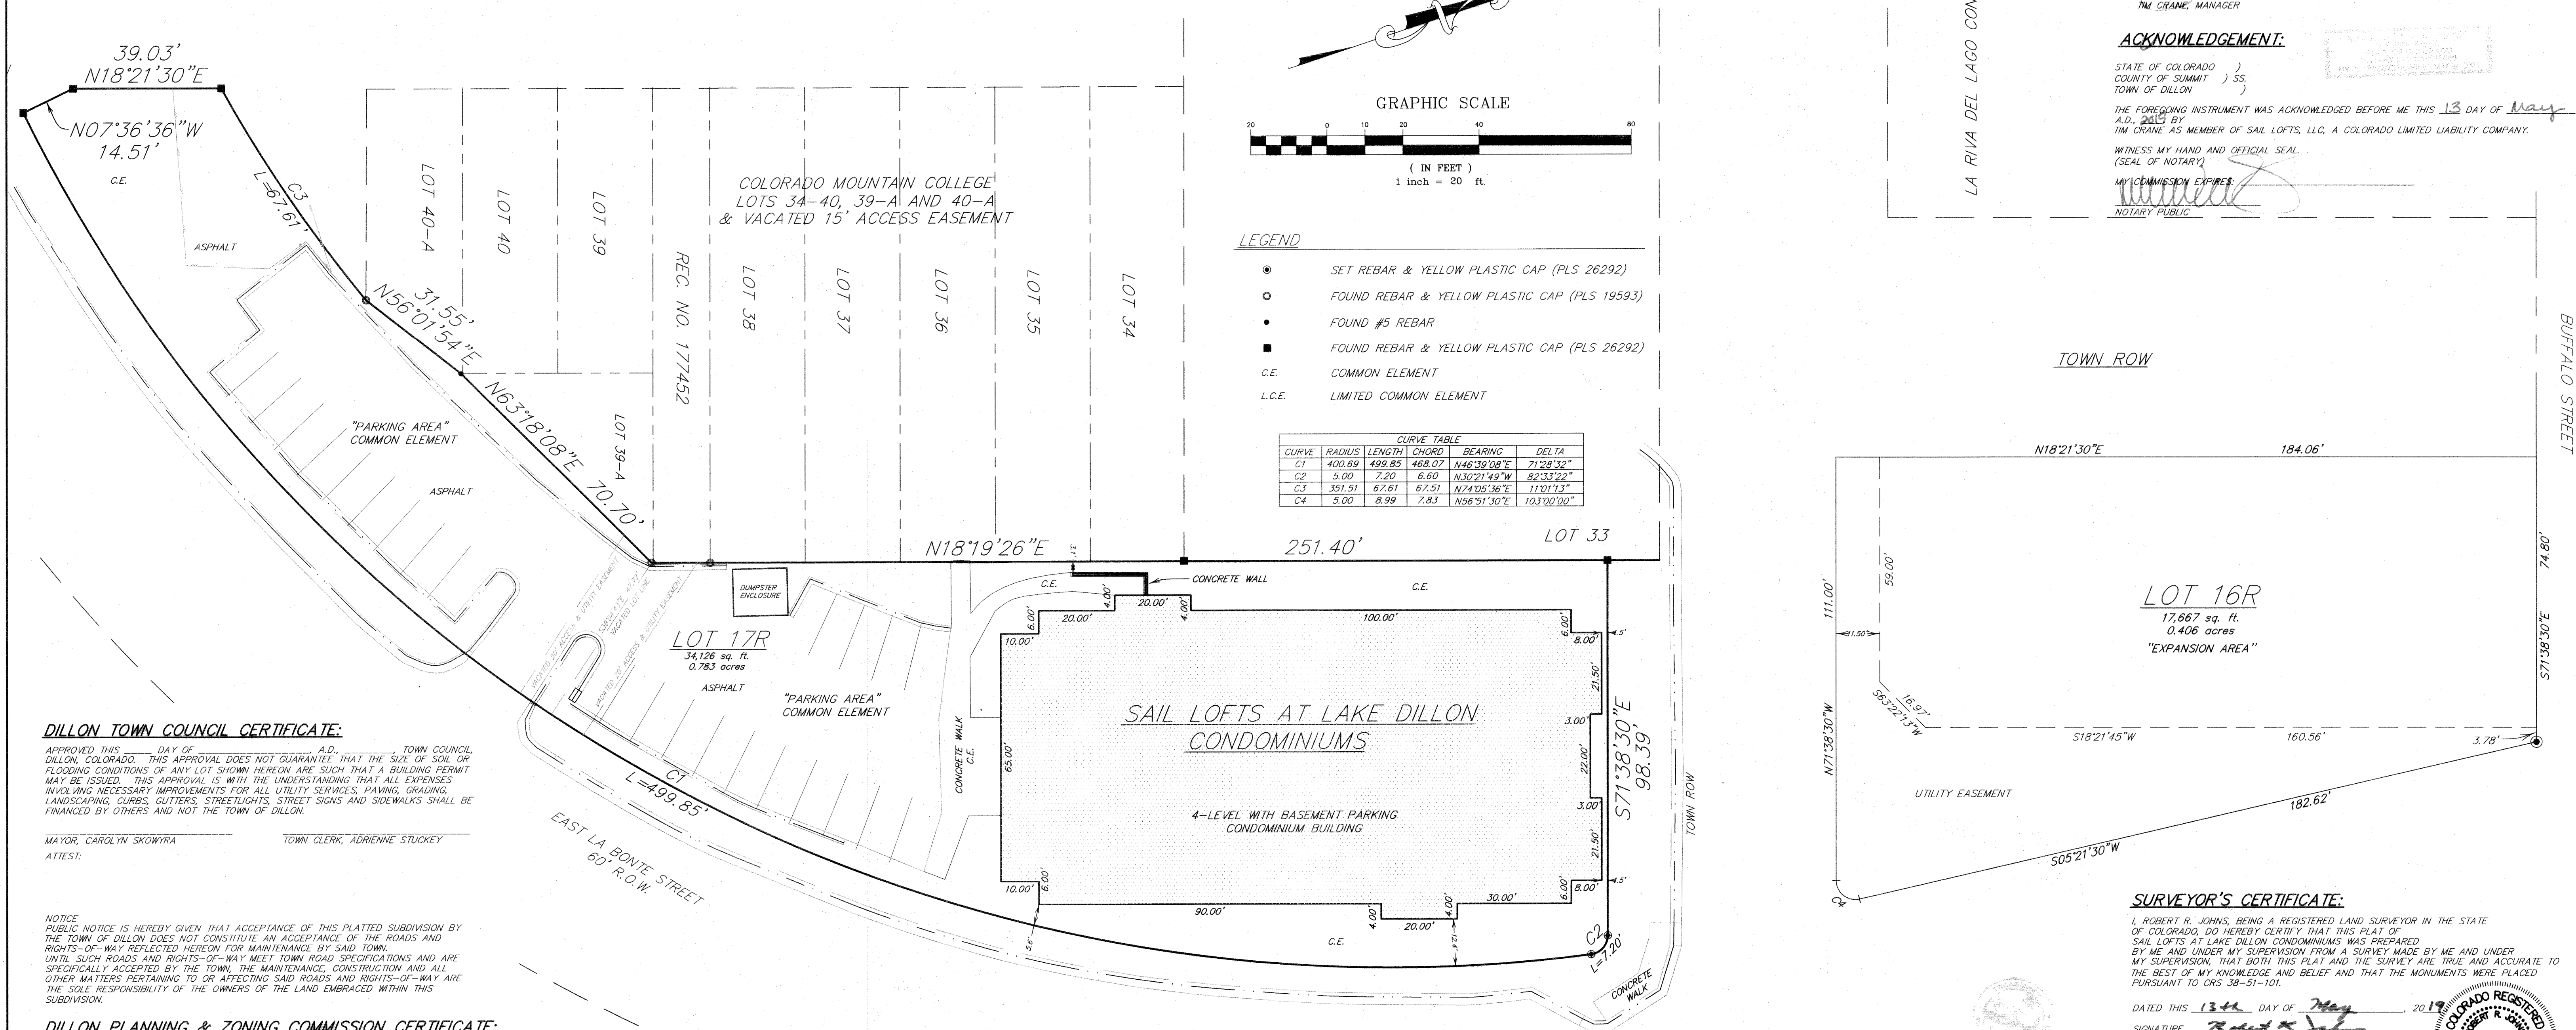 39.03'
N18°21'30"E
N07°36'36"W
14.51'
C.E.
C3
L=67.61'
ASPHALT
31.55'
N56°01'54"E
N63°18'08"E
70.70'
"PARKING AREA"
COMMON ELEMENT
ASPHALT
LOT 40-A
LOT 40
LOT 39
LOT 39-A
REC. NO. 177452
LOT 38
LOT 37
LOT 36
LOT 35
LOT 34
COLORADO MOUNTAIN COLLEGE
LOTS 34-40, 39-A AND 40-A
& VACATED 15' ACCESS EASEMENT
GRAPHIC SCALE
20 0 10 20 40 80
( IN FEET )
1 inch = 20 ft.
LEGEND
SET REBAR & YELLOW PLASTIC CAP (PLS 26292)
FOUND REBAR & YELLOW PLASTIC CAP (PLS 19593)
FOUND #5 REBAR
FOUND REBAR & YELLOW PLASTIC CAP (PLS 26292)
C.E. COMMON ELEMENT
L.C.E. LIMITED COMMON ELEMENT
CURVE TABLE
CURVE RADIUS LENGTH CHORD BEARING DELTA
C1 400.69 499.85 468.07 N46°39'08"E 71°28'32"
C2 5.00 7.20 6.60 N30°21'49"W 82°33'22"
C3 351.51 67.61 67.51 N74°05'36"E 11°01'13"
C4 5.00 8.99 7.83 N56°51'30"E 103°00'00"
N18°19'26"E
251.40'
LOT 33
DUMPSTER
ENCLOSURE
VACATED 20' ACCESS & UTILITY EASEMENT
VACATED LOT LINE
VACATED 20' ACCESS & UTILITY EASEMENT
LOT 17R
34,126 sq. ft.
0.783 acres
ASPHALT
"PARKING AREA"
COMMON ELEMENT
CONCRETE WALK
C.E.
C.E.
3.1'
CONCRETE WALL
C.E.
4.00'
20.00'
4.00'
6.00'
20.00'
10.00'
100.00'
6.00'
8.00'
4.5'
21.50'
3.00'
22.00'
3.00'
21.50'
4.5'
8.00'
6.00'
30.00'
4.00'
20.00'
4.00'
90.00'
6.00'
10.00'
65.00'
5.6'
12.4'
C.E.
SAIL LOFTS AT LAKE DILLON
CONDOMINIUMS
4-LEVEL WITH BASEMENT PARKING
CONDOMINIUM BUILDING
S71°38'30"E
98.39'
C2
L=7.20'
CONCRETE
WALK
TOWN ROW
C1
L=499.85'
EAST LA BONTE STREET
60' R.O.W.
DILLON TOWN COUNCIL CERTIFICATE:
APPROVED THIS ____ DAY OF ____________________, A.D., ________, TOWN COUNCIL,
DILLON, COLORADO. THIS APPROVAL DOES NOT GUARANTEE THAT THE SIZE OF SOIL OR
FLOODING CONDITIONS OF ANY LOT SHOWN HEREON ARE SUCH THAT A BUILDING PERMIT
MAY BE ISSUED. THIS APPROVAL IS WITH THE UNDERSTANDING THAT ALL EXPENSES
INVOLVING NECESSARY IMPROVEMENTS FOR ALL UTILITY SERVICES, PAVING, GRADING,
LANDSCAPING, CURBS, GUTTERS, STREETLIGHTS, STREET SIGNS AND SIDEWALKS SHALL BE
FINANCED BY OTHERS AND NOT THE TOWN OF DILLON.
MAYOR, CAROLYN SKOWYRA TOWN CLERK, ADRIENNE STUCKEY
ATTEST:
NOTICE
PUBLIC NOTICE IS HEREBY GIVEN THAT ACCEPTANCE OF THIS PLATTED SUBDIVISION BY
THE TOWN OF DILLON DOES NOT CONSTITUTE AN ACCEPTANCE OF THE ROADS AND
RIGHTS-OF-WAY REFLECTED HEREON FOR MAINTENANCE BY SAID TOWN.
UNTIL SUCH ROADS AND RIGHTS-OF-WAY MEET TOWN ROAD SPECIFICATIONS AND ARE
SPECIFICALLY ACCEPTED BY THE TOWN, THE MAINTENANCE, CONSTRUCTION AND ALL
OTHER MATTERS PERTAINING TO OR AFFECTING SAID ROADS AND RIGHTS-OF-WAY ARE
THE SOLE RESPONSIBILITY OF THE OWNERS OF THE LAND EMBRACED WITHIN THIS
SUBDIVISION.
DILLON PLANNING & ZONING COMMISSION CERTIFICATE:
LA RIVA DEL LAGO CON
TIM CRANE, MANAGER
ACKNOWLEDGEMENT:
STATE OF COLORADO )
COUNTY OF SUMMIT ) SS.
TOWN OF DILLON )
THE FOREGOING INSTRUMENT WAS ACKNOWLEDGED BEFORE ME THIS 13 DAY OF May
A.D., 2019 BY
TIM CRANE AS MEMBER OF SAIL LOFTS, LLC, A COLORADO LIMITED LIABILITY COMPANY.
WITNESS MY HAND AND OFFICIAL SEAL.
(SEAL OF NOTARY)
MY COMMISSION EXPIRES:
NOTARY PUBLIC
TOWN ROW
BUFFALO STREET
N18°21'30"E 184.06'
59.00'
111.00'
31.50'
N71°38'30"W
74.80'
S71°38'30"E
LOT 16R
17,667 sq. ft.
0.406 acres
"EXPANSION AREA"
16.97'
S63°22'13"W
S18°21'45"W 160.56' 3.78'
UTILITY EASEMENT
182.62'
S05°21'30"W
C4
SURVEYOR'S CERTIFICATE:
I, ROBERT R. JOHNS, BEING A REGISTERED LAND SURVEYOR IN THE STATE
OF COLORADO, DO HEREBY CERTIFY THAT THIS PLAT OF
SAIL LOFTS AT LAKE DILLON CONDOMINIUMS WAS PREPARED
BY ME AND UNDER MY SUPERVISION FROM A SURVEY MADE BY ME AND UNDER
MY SUPERVISION, THAT BOTH THIS PLAT AND THE SURVEY ARE TRUE AND ACCURATE TO
THE BEST OF MY KNOWLEDGE AND BELIEF AND THAT THE MONUMENTS WERE PLACED
PURSUANT TO CRS 38-51-101.
DATED THIS 13th DAY OF May, 2019
SIGNATURE Robert R Johns
COLORADO REGISTERED
ROBERT R. JOHNS